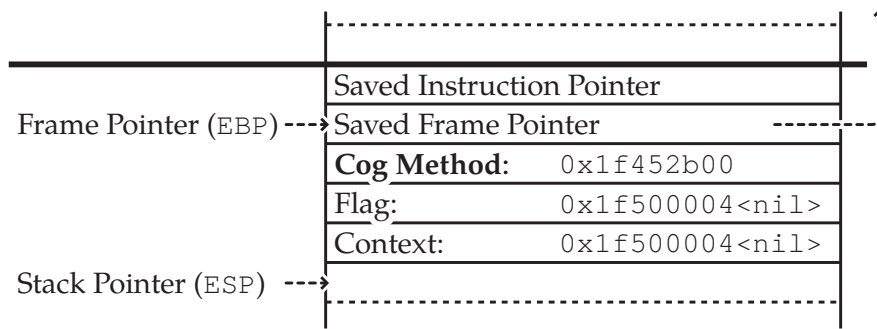 Saved Instruction Pointer
Frame Pointer (EBP) Saved Frame Pointer
Cog Method: 0x1f452b00
Flag: 0x1f500004<nil>
Context: 0x1f500004<nil>
Stack Pointer (ESP)